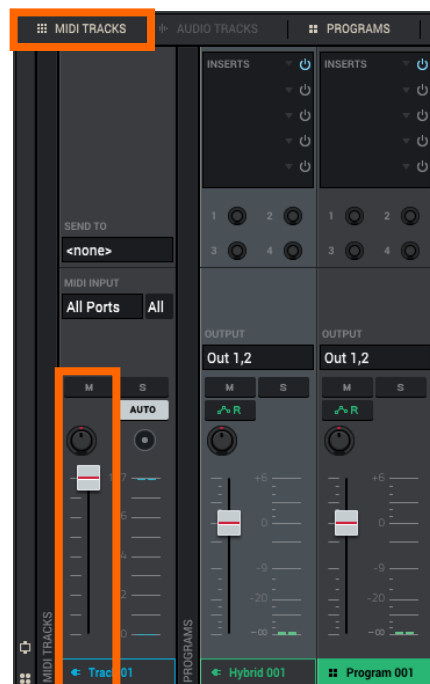 MIDI TRACKS
AUDIO TRACKS
PROGRAMS
INSERTS
INSERTS
1 2
1 2
SEND TO
3 4
3 4
<none>
MIDI INPUT
All Ports All
OUTPUT
OUTPUT
Out 1,2
Out 1,2
M S
M S
M S
AUTO
R
R
+6
+6
0
0
-9
-9
-20
-20
-∞
-∞
0
MIDI TRACKS
PROGRAMS
Hybrid 001
Program 001